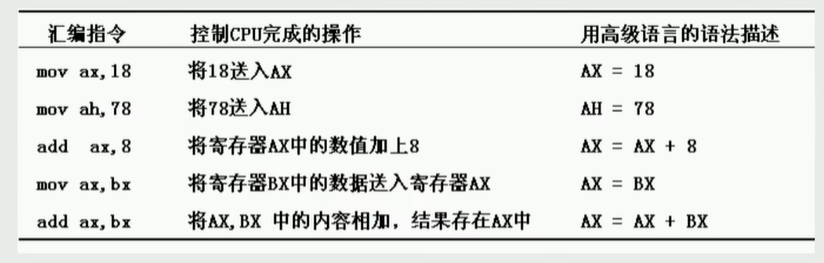 汇编指令 控制CPU完成的操作 用高级语言的语法描述
mov ax,18 将18送入AX AX = 18
mov ah,78 将78送入AH AH = 78
add ax,8 将寄存器AX中的数值加上8 AX = AX + 8
mov ax,bx 将寄存器BX中的数据送入寄存器AX AX = BX
add ax,bx 将AX,BX 中的内容相加，结果存在AX中 AX = AX + BX